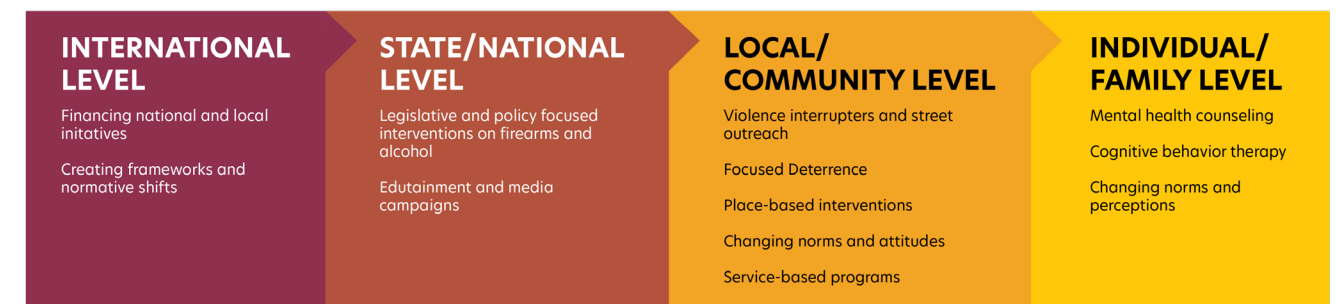 INTERNATIONAL
LEVEL
Financing national and local
initatives
Creating frameworks and
normative shifts
STATE/NATIONAL
LEVEL
Legislative and policy focused
interventions on firearms and
alcohol
Edutainment and media
campaigns
LOCAL/
COMMUNITY LEVEL
Violence interrupters and street
outreach
Focused Deterrence
Place-based interventions
Changing norms and attitudes
Service-based programs
INDIVIDUAL/
FAMILY LEVEL
Mental health counseling
Cognitive behavior therapy
Changing norms and
perceptions